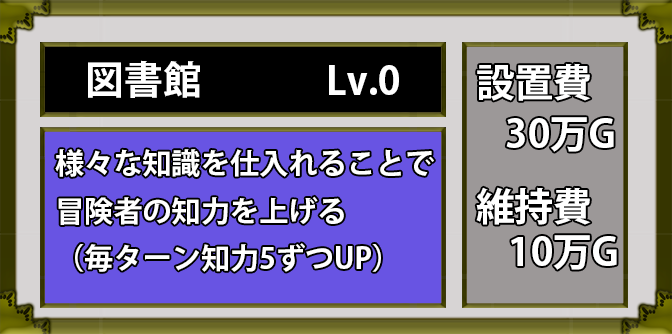 図書館 Lv.0
様々な知識を仕入れることで
冒険者の知力を上げる
（毎ターン知力5ずつUP）
設置費
30万G
維持費
10万G